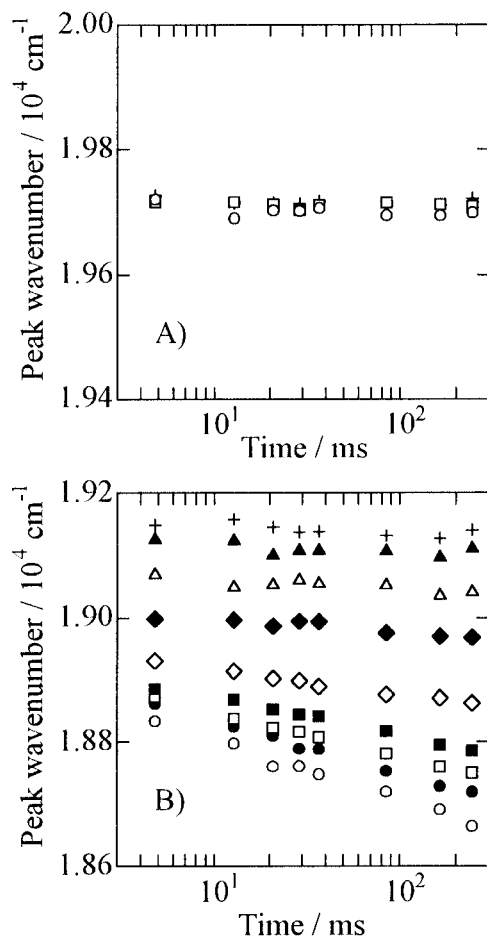 2.00
1.98
1.96
1.94
Peak wavenumber / 10⁴ cm⁻¹
A)
10¹
10²
Time / ms
1.92
1.90
1.88
1.86
Peak wavenumber / 10⁴ cm⁻¹
B)
10¹
10²
Time / ms